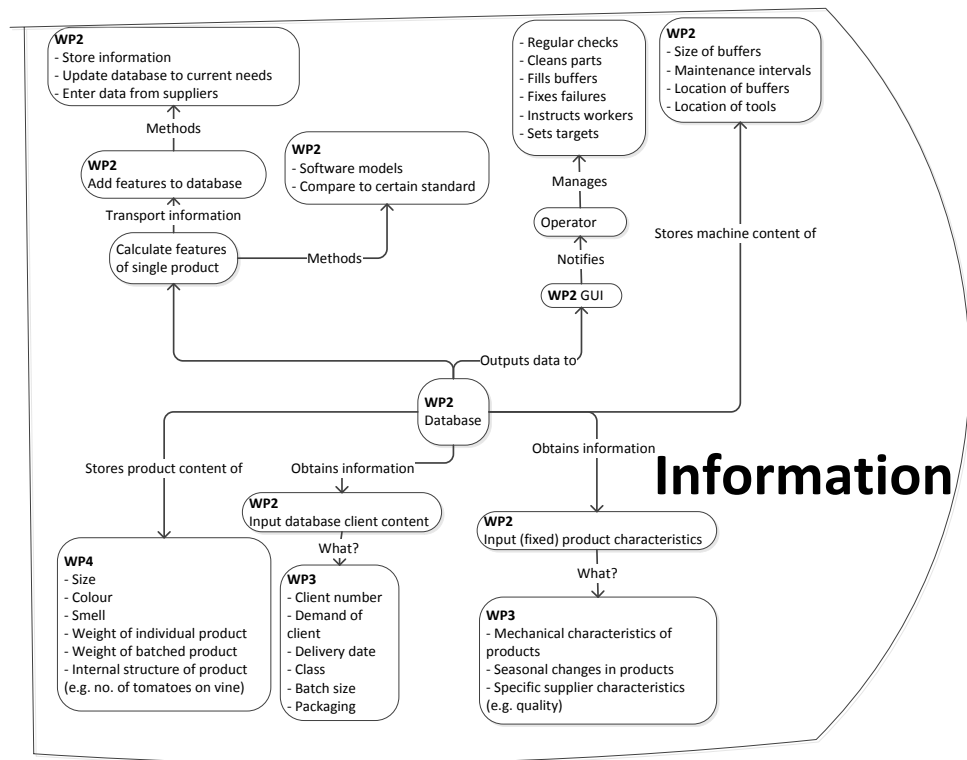 WP2
- Store information
- Update database to current needs
- Enter data from suppliers
Methods
WP2
Add features to database
Transport information
Calculate features
of single product
Methods
WP2
- Software models
- Compare to certain standard
- Regular checks
- Cleans parts
- Fills buffers
- Fixes failures
- Instructs workers
- Sets targets
Manages
Operator
Notifies
WP2 GUI
Outputs data to
WP2
- Size of buffers
- Maintenance intervals
- Location of buffers
- Location of tools
Stores machine content of
WP2
Database
Stores product content of
WP4
- Size
- Colour
- Smell
- Weight of individual product
- Weight of batched product
- Internal structure of product
(e.g. no. of tomatoes on vine)
Obtains information
WP2
Input database client content
What?
WP3
- Client number
- Demand of
client
- Delivery date
- Class
- Batch size
- Packaging
Obtains information
WP2
Input (fixed) product characteristics
What?
WP3
- Mechanical characteristics of
products
- Seasonal changes in products
- Specific supplier characteristics
(e.g. quality)
Information